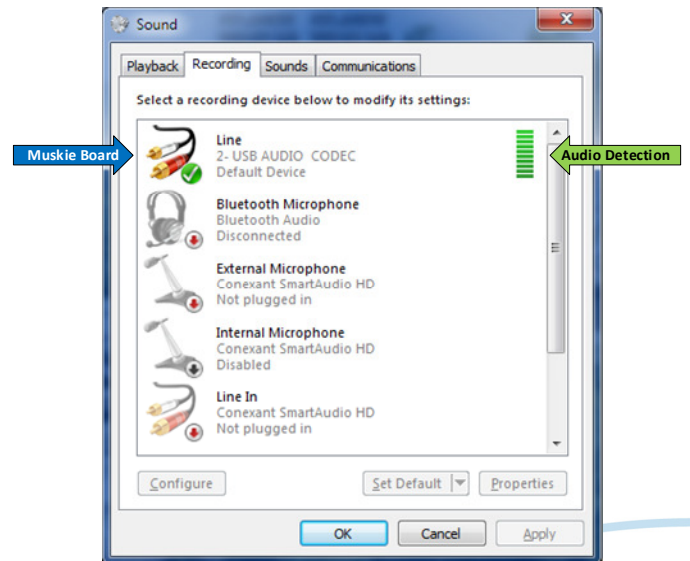 Sound
Playback Recording Sounds Communications
Select a recording device below to modify its settings:
Muskie Board
Line
2- USB AUDIO CODEC
Default Device
Audio Detection
Bluetooth Microphone
Bluetooth Audio
Disconnected
External Microphone
Conexant SmartAudio HD
Not plugged in
Internal Microphone
Conexant SmartAudio HD
Disabled
Line In
Conexant SmartAudio HD
Not plugged in
Configure Set Default Properties
OK Cancel Apply